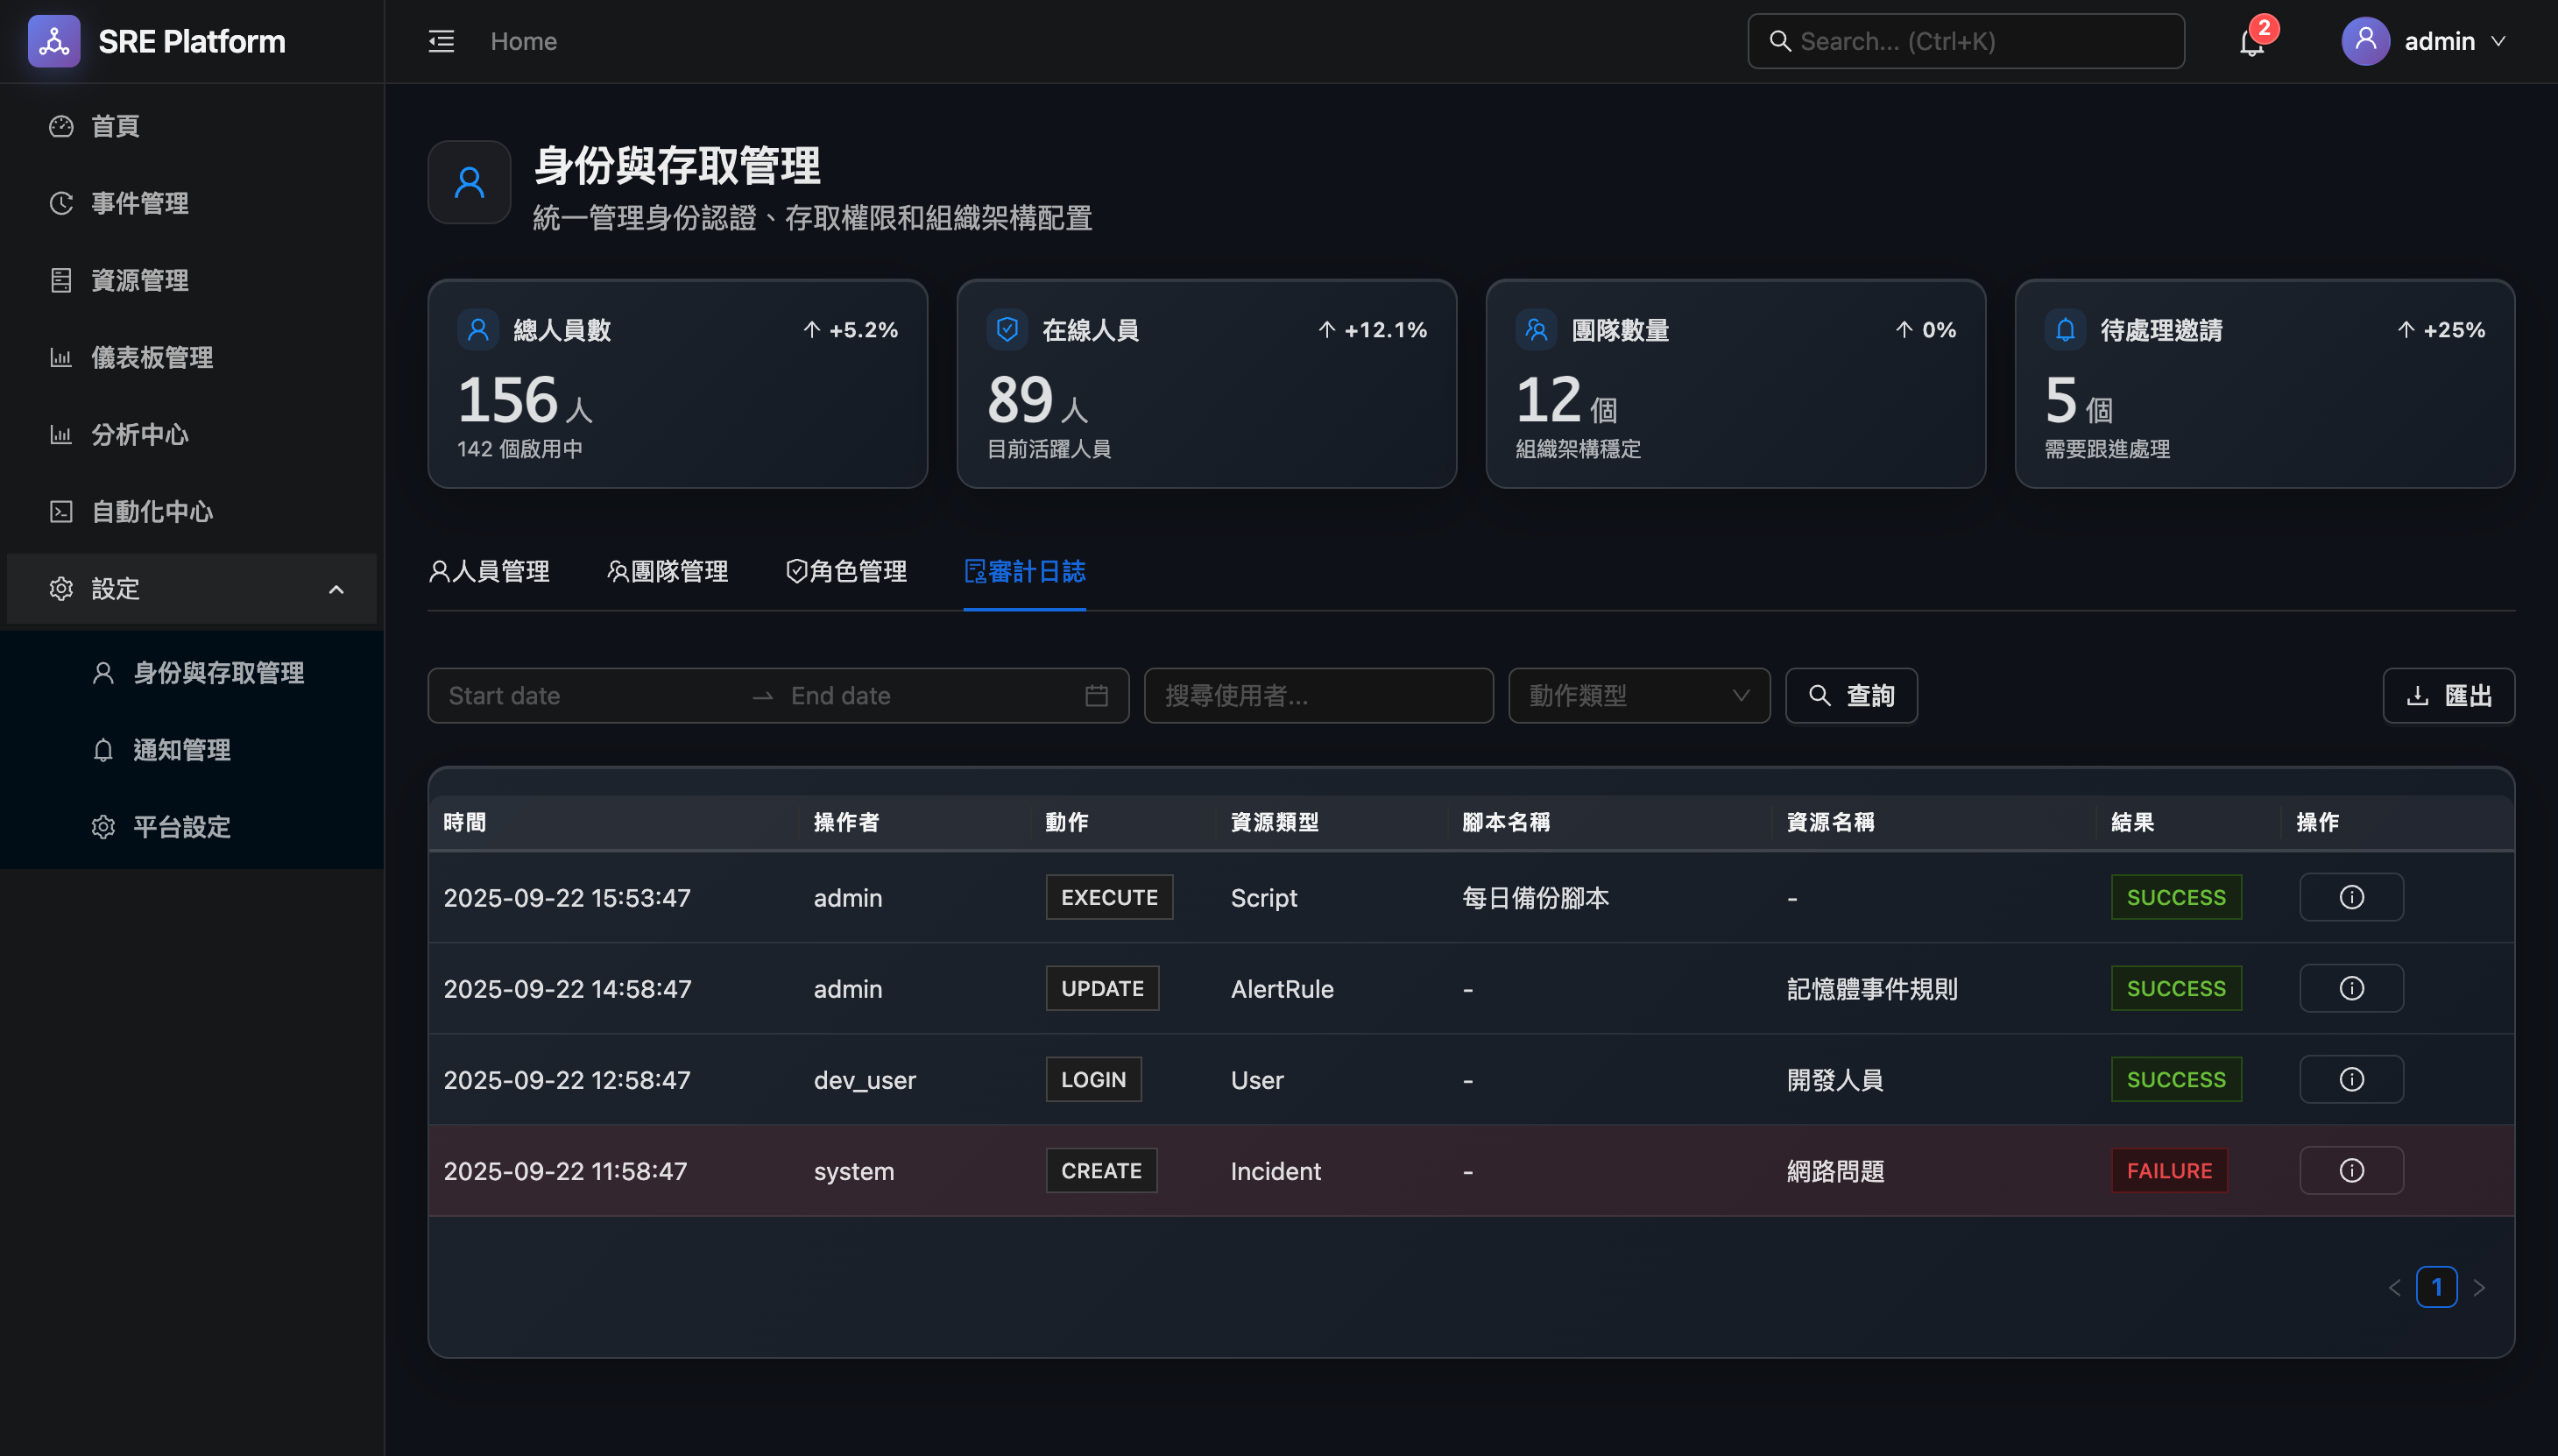 SRE Platform
Home
Search... (Ctrl+K)
2
admin
首頁
事件管理
資源管理
儀表板管理
分析中心
自動化中心
設定
身份與存取管理
通知管理
平台設定
身份與存取管理
統一管理身份認證、存取權限和組織架構配置
總人員數 +5.2%
156 人
142 個啟用中
在線人員 +12.1%
89 人
目前活躍人員
團隊數量 0%
12 個
組織架構穩定
待處理邀請 +25%
5 個
需要跟進處理
人員管理 團隊管理 角色管理 審計日誌
Start date End date 搜尋使用者... 動作類型 查詢 匯出
時間 操作者 動作 資源類型 腳本名稱 資源名稱 結果 操作
2025-09-22 15:53:47 admin EXECUTE Script 每日備份腳本 - SUCCESS
2025-09-22 14:58:47 admin UPDATE AlertRule - 記憶體事件規則 SUCCESS
2025-09-22 12:58:47 dev_user LOGIN User - 開發人員 SUCCESS
2025-09-22 11:58:47 system CREATE Incident - 網路問題 FAILURE
1